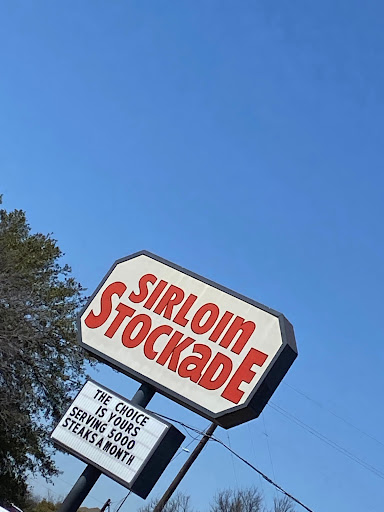 SIRLOIN
STOCKaDE
THE CHOICE
IS YOURS
SERVING 5000
STEAKS A MONTH